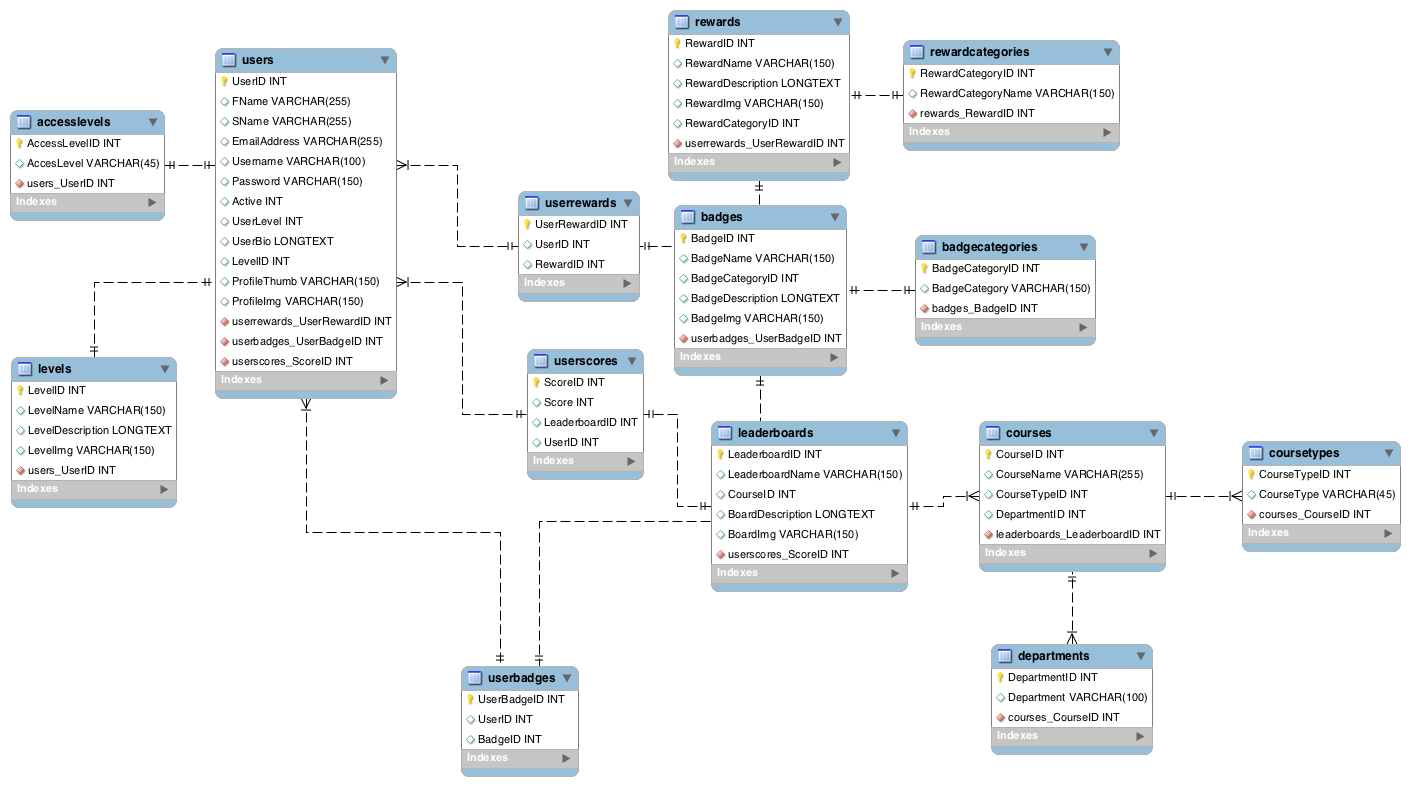 rewards
RewardID INT
RewardName VARCHAR(150)
RewardDescription LONGTEXT
RewardImg VARCHAR(150)
RewardCategoryID INT
userrewards_UserRewardID INT
Indexes
rewardcategories
RewardCategoryID INT
RewardCategoryName VARCHAR(150)
rewards_RewardID INT
Indexes
users
UserID INT
FName VARCHAR(255)
SName VARCHAR(255)
EmailAddress VARCHAR(255)
Username VARCHAR(100)
Password VARCHAR(150)
Active INT
UserLevel INT
UserBio LONGTEXT
LevelID INT
ProfileThumb VARCHAR(150)
ProfileImg VARCHAR(150)
userrewards_UserRewardID INT
userbadges_UserBadgeID INT
userscores_ScoreID INT
Indexes
accesslevels
AccessLevelID INT
AccesLevel VARCHAR(45)
users_UserID INT
Indexes
userrewards
UserRewardID INT
UserID INT
RewardID INT
Indexes
badges
BadgeID INT
BadgeName VARCHAR(150)
BadgeCategoryID INT
BadgeDescription LONGTEXT
BadgeImg VARCHAR(150)
userbadges_UserBadgeID INT
Indexes
badgecategories
BadgeCategoryID INT
BadgeCategory VARCHAR(150)
badges_BadgeID INT
Indexes
levels
LevelID INT
LevelName VARCHAR(150)
LevelDescription LONGTEXT
LevelImg VARCHAR(150)
users_UserID INT
Indexes
userscores
ScoreID INT
Score INT
LeaderboardID INT
UserID INT
Indexes
leaderboards
LeaderboardID INT
LeaderboardName VARCHAR(150)
CourseID INT
BoardDescription LONGTEXT
BoardImg VARCHAR(150)
userscores_ScoreID INT
Indexes
courses
CourseID INT
CourseName VARCHAR(255)
CourseTypeID INT
DepartmentID INT
leaderboards_LeaderboardID INT
Indexes
coursetypes
CourseTypeID INT
CourseType VARCHAR(45)
courses_CourseID INT
Indexes
userbadges
UserBadgeID INT
UserID INT
BadgeID INT
Indexes
departments
DepartmentID INT
Department VARCHAR(100)
courses_CourseID INT
Indexes